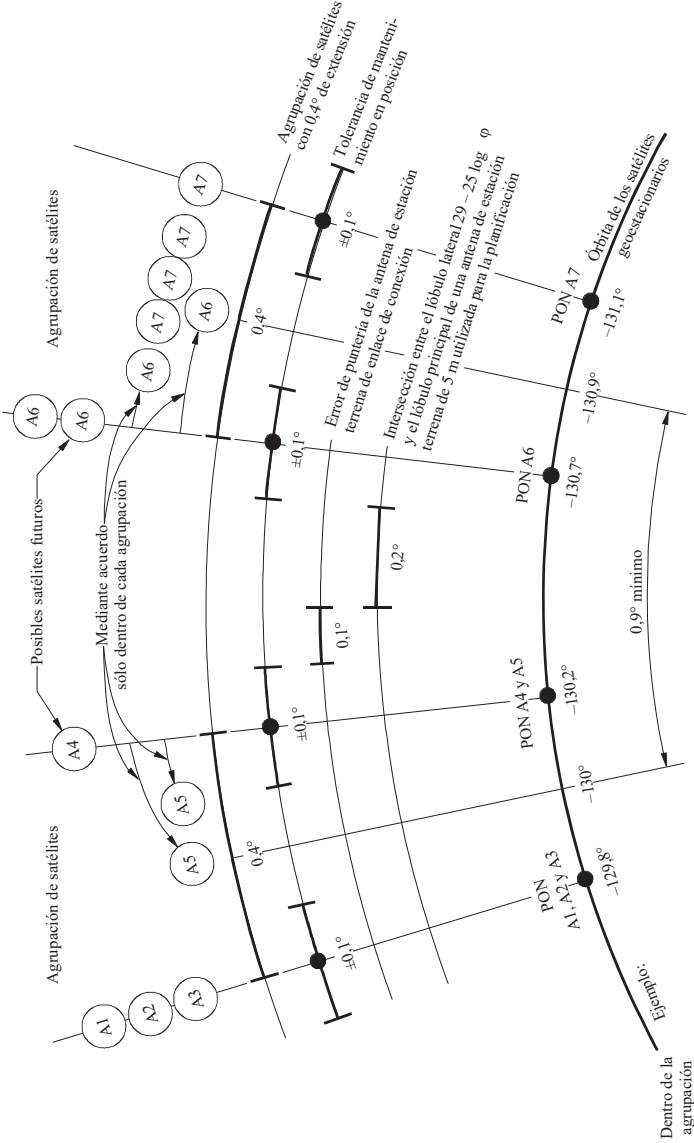 Agrupación de satélites
Agrupación de satélites
Posibles satélites futuros
Mediante acuerdo
sólo dentro de cada agrupación
A1
A2
A3
A5
A5
A4
A6
A6
A6
A6
A7
A7
A7
A7
Agrupación de satélites
con 0,4° de extensión
0,4°
0,4°
Tolerancia de manteni-
miento en posición
±0,1°
±0,1°
±0,1°
±0,1°
Error de puntería de la antena de estación
terrena de enlace de conexión
0,1°
Intersección entre el lóbulo lateral 29 – 25 log φ
y el lóbulo principal de una antena de estación
terrena de 5 m utilizada para la planificación
0,2°
PON
A1, A2 y A3
PON A4 y A5
PON A6
PON A7
Órbita de los satélites
geoestacionarios
–129,8°
–130°
–130,2°
–130,7°
–130,9°
–131,1°
0,9° mínimo
Ejemplo:
Dentro de la
agrupación